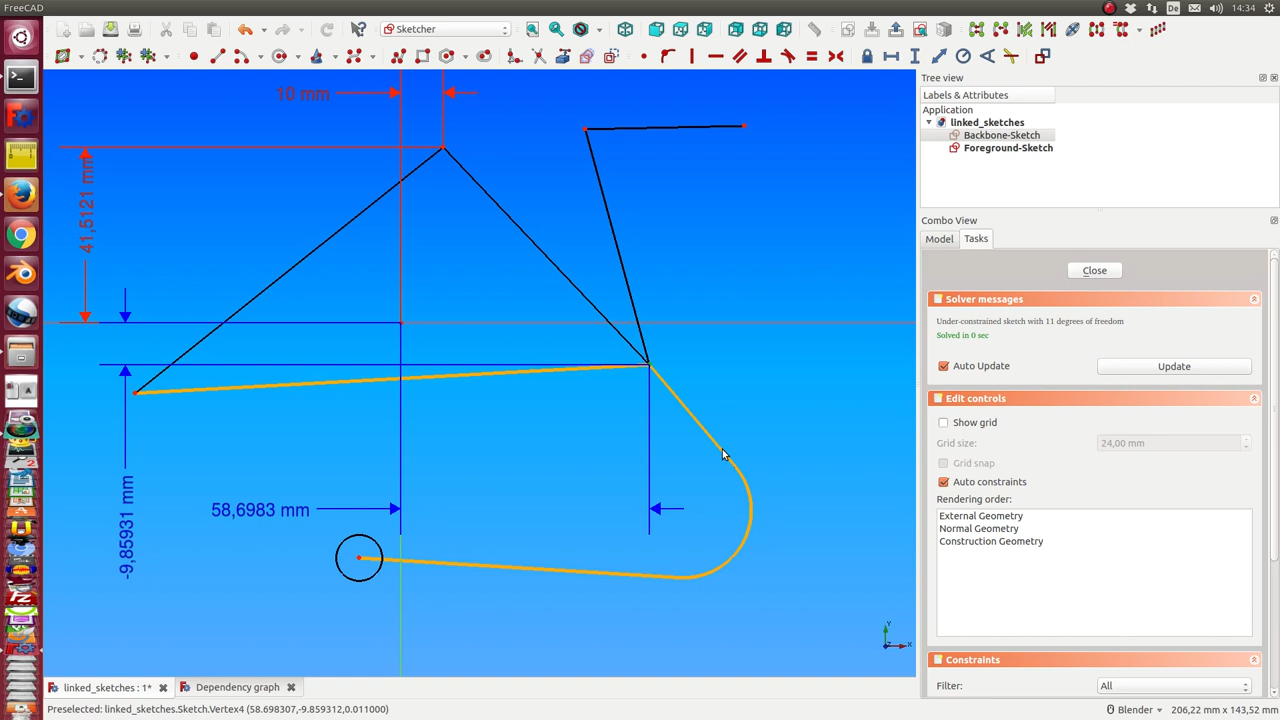 FreeCAD
De
14:34
Sketcher
Tree view
Labels & Attributes
Application
linked_sketches
Backbone-Sketch
Foreground-Sketch
Combo View
Model
Tasks
Close
Solver messages
Under-constrained sketch with 11 degrees of freedom
Solved in 0 sec
Auto Update
Update
Edit controls
Show grid
Grid size:
24,00 mm
Grid snap
Auto constraints
Rendering order:
External Geometry
Normal Geometry
Construction Geometry
Constraints
Filter:
All
10 mm
41,5121 mm
-9,85931 mm
58,6983 mm
Y
X
linked_sketches : 1*
Dependency graph
Preselected: linked_sketches.Sketch.Vertex4 (58.698307, -9.859312,0.011000)
Blender
206,22 mm x 143,52 mm